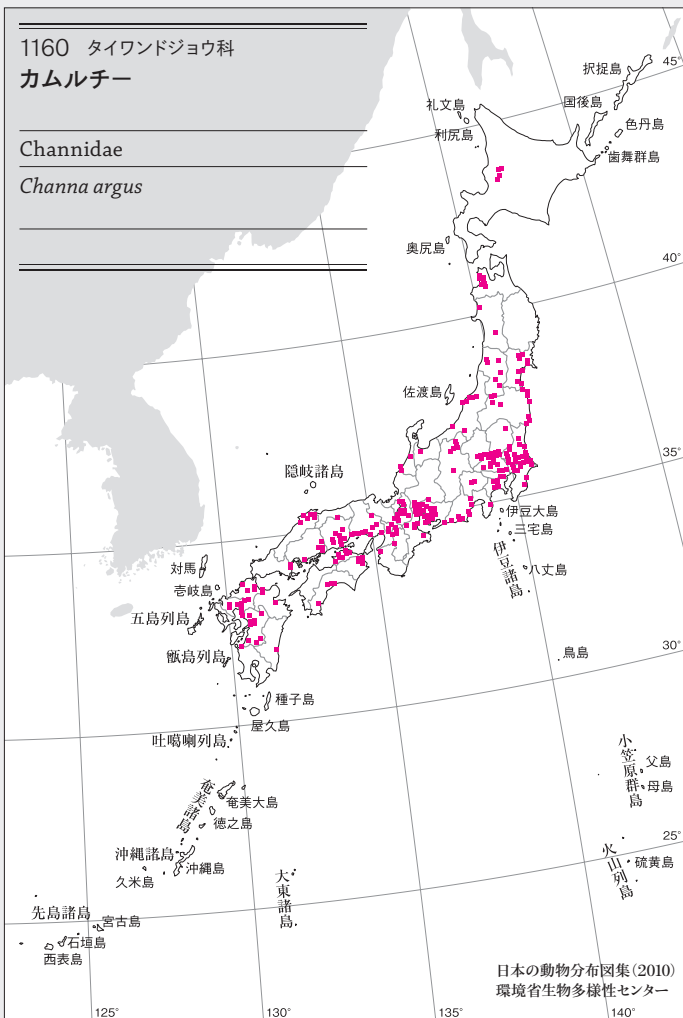 1160 タイワンドジョウ科
カムルチー
Channidae
Channa argus
45°
択捉島
国後島
礼文島
色丹島
利尻島
歯舞群島
奥尻島
40°
佐渡島
35°
隠岐諸島
伊豆大島
三宅島
伊豆諸島
八丈島
対馬
壱岐島
五島列島
甑島列島
30°
鳥島
種子島
屋久島
吐噶喇列島
小笠原群島
父島
母島
奄美諸島
奄美大島
徳之島
25°
沖縄諸島
沖縄島
久米島
大東諸島
火山列島
硫黄島
先島諸島
宮古島
石垣島
西表島
日本の動物分布図集(2010)
環境省生物多様性センター
125°
130°
135°
140°